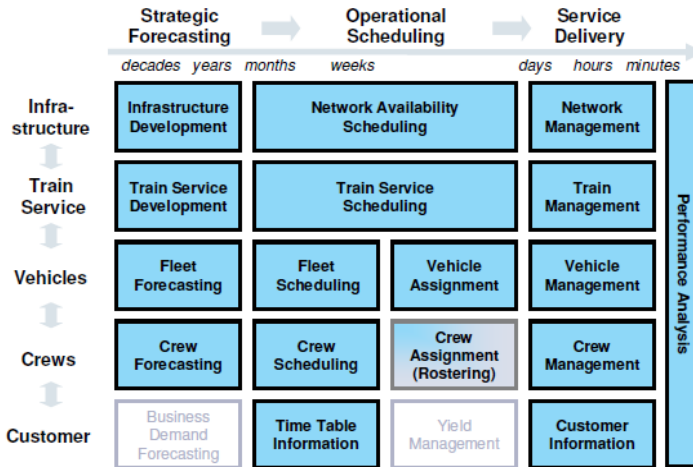 Strategic
Forecasting
Operational
Scheduling
Service
Delivery
decades years months weeks days hours minutes
Infra-
structure
Infrastructure
Development
Network Availability
Scheduling
Network
Management
Train
Service
Train Service
Development
Train Service
Scheduling
Train
Management
Vehicles
Fleet
Forecasting
Fleet
Scheduling
Vehicle
Assignment
Vehicle
Management
Crews
Crew
Forecasting
Crew
Scheduling
Crew
Assignment
(Rostering)
Crew
Management
Customer
Business
Demand
Forecasting
Time Table
Information
Yield
Management
Customer
Information
Performance Analysis